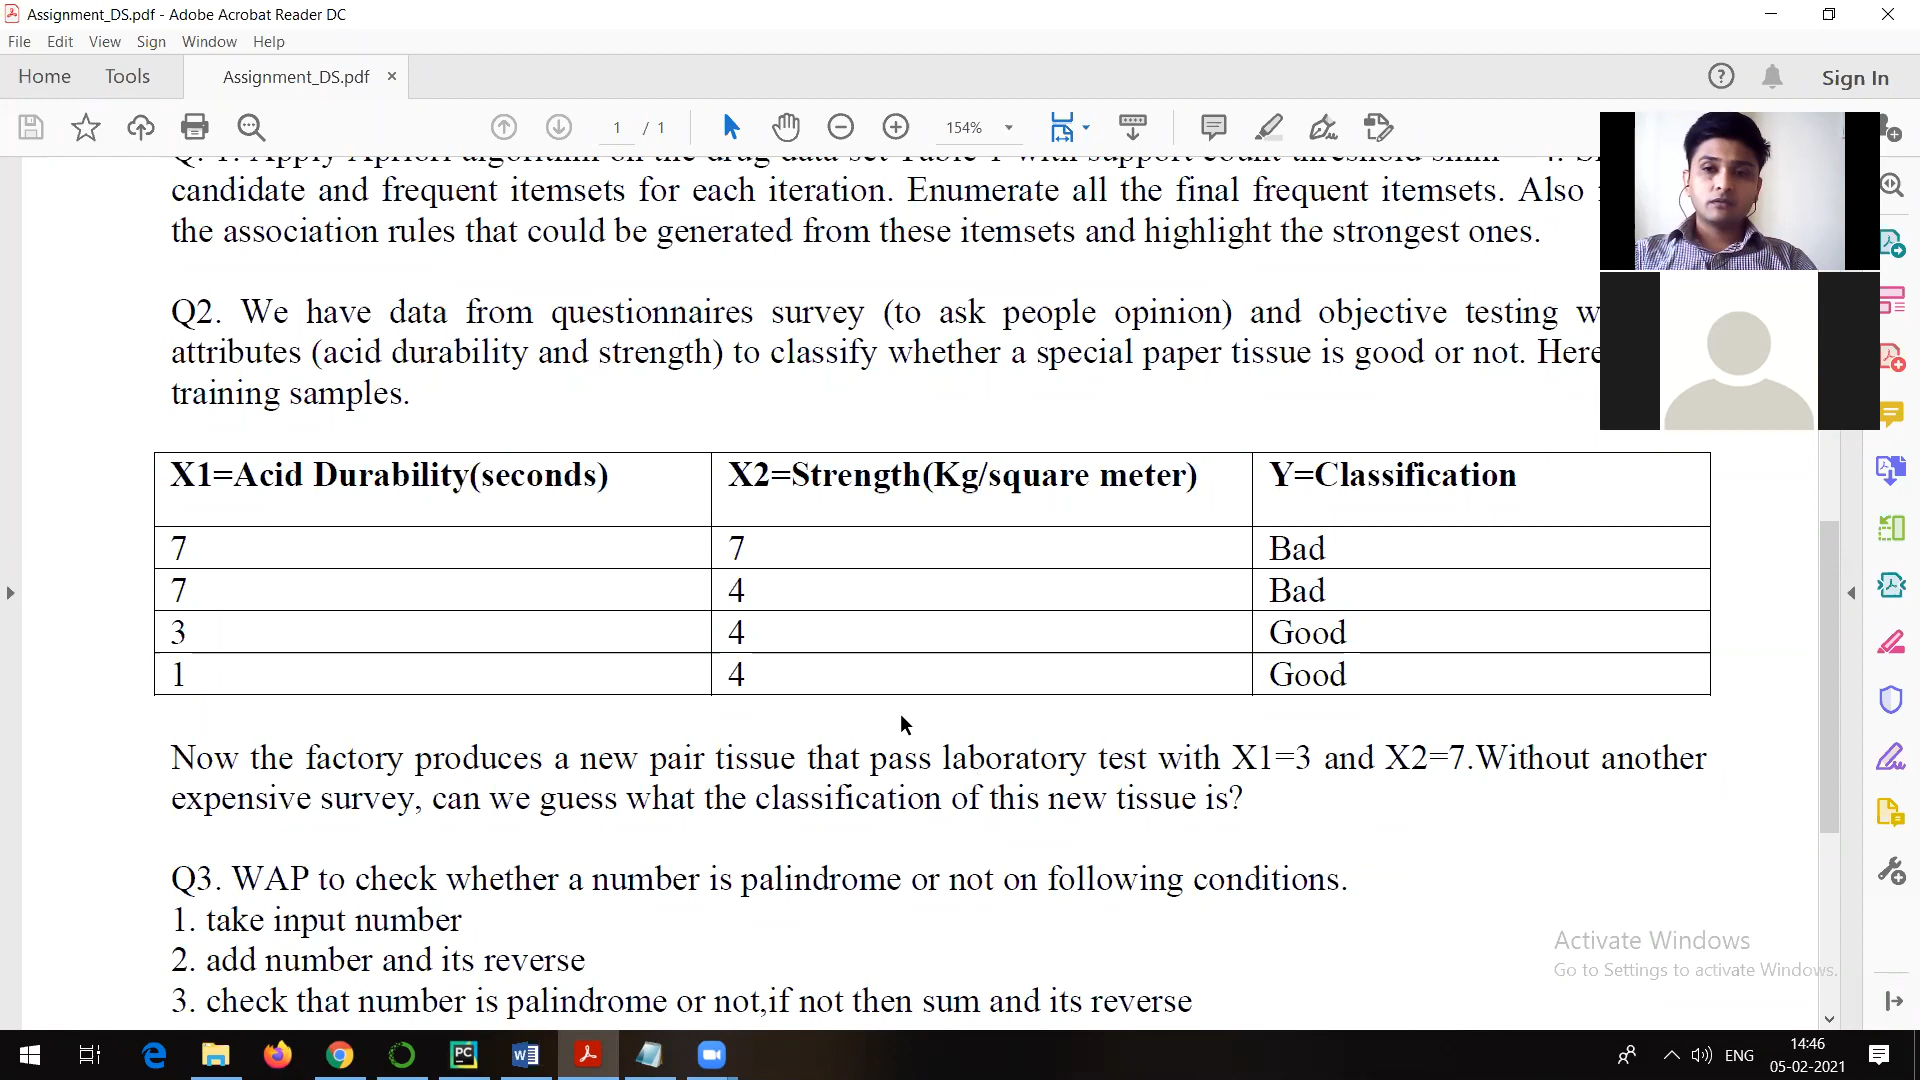 Assignment_DS.pdf - Adobe Acrobat Reader DC
File Edit View Sign Window Help
Home Tools Assignment_DS.pdf × Sign In
1 / 1 154%
candidate and frequent itemsets for each iteration. Enumerate all the final frequent itemsets. Also
the association rules that could be generated from these itemsets and highlight the strongest ones.
Q2. We have data from questionnaires survey (to ask people opinion) and objective testing
attributes (acid durability and strength) to classify whether a special paper tissue is good or not. Here
training samples.
X1=Acid Durability(seconds) X2=Strength(Kg/square meter) Y=Classification
7 7 Bad
7 4 Bad
3 4 Good
1 4 Good
Now the factory produces a new pair tissue that pass laboratory test with X1=3 and X2=7.Without another
expensive survey, can we guess what the classification of this new tissue is?
Q3. WAP to check whether a number is palindrome or not on following conditions.
1. take input number
2. add number and its reverse
3. check that number is palindrome or not,if not then sum and its reverse
Activate Windows
Go to Settings to activate Windows.
PC
ENG
14:46
05-02-2021